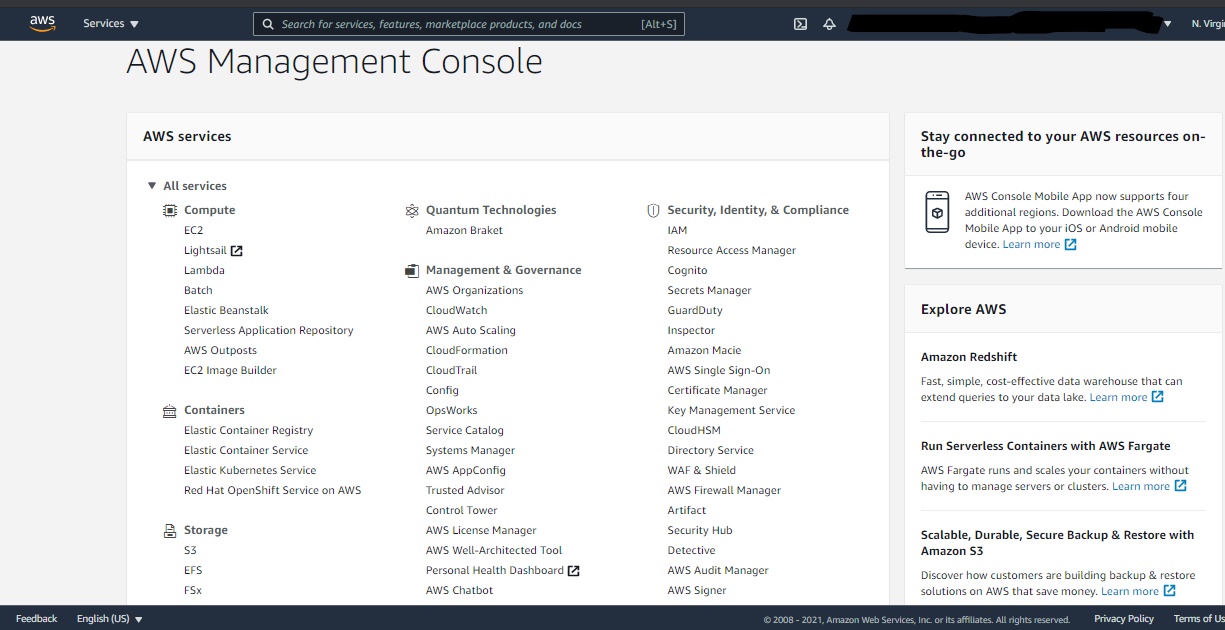 aws
Services
Search for services, features, marketplace products, and docs [Alt+S]
AWS Management Console
AWS services
All services
Compute
EC2
Lightsail
Lambda
Batch
Elastic Beanstalk
Serverless Application Repository
AWS Outposts
EC2 Image Builder
Containers
Elastic Container Registry
Elastic Container Service
Elastic Kubernetes Service
Red Hat OpenShift Service on AWS
Storage
S3
EFS
FSx
Quantum Technologies
Amazon Braket
Management & Governance
AWS Organizations
CloudWatch
AWS Auto Scaling
CloudFormation
CloudTrail
Config
OpsWorks
Service Catalog
Systems Manager
AWS AppConfig
Trusted Advisor
Control Tower
AWS License Manager
AWS Well-Architected Tool
Personal Health Dashboard
AWS Chatbot
Security, Identity, & Compliance
IAM
Resource Access Manager
Cognito
Secrets Manager
GuardDuty
Inspector
Amazon Macie
AWS Single Sign-On
Certificate Manager
Key Management Service
CloudHSM
Directory Service
WAF & Shield
AWS Firewall Manager
Artifact
Security Hub
Detective
AWS Audit Manager
AWS Signer
Stay connected to your AWS resources on-
the-go
AWS Console Mobile App now supports four
additional regions. Download the AWS Console
Mobile App to your iOS or Android mobile
device. Learn more
Explore AWS
Amazon Redshift
Fast, simple, cost-effective data warehouse that can
extend queries to your data lake. Learn more
Run Serverless Containers with AWS Fargate
AWS Fargate runs and scales your containers without
having to manage servers or clusters. Learn more
Scalable, Durable, Secure Backup & Restore with
Amazon S3
Discover how customers are building backup & restore
solutions on AWS that save money. Learn more
Feedback
English (US)
© 2008 - 2021, Amazon Web Services, Inc. or its affiliates. All rights reserved.
Privacy Policy
Terms of